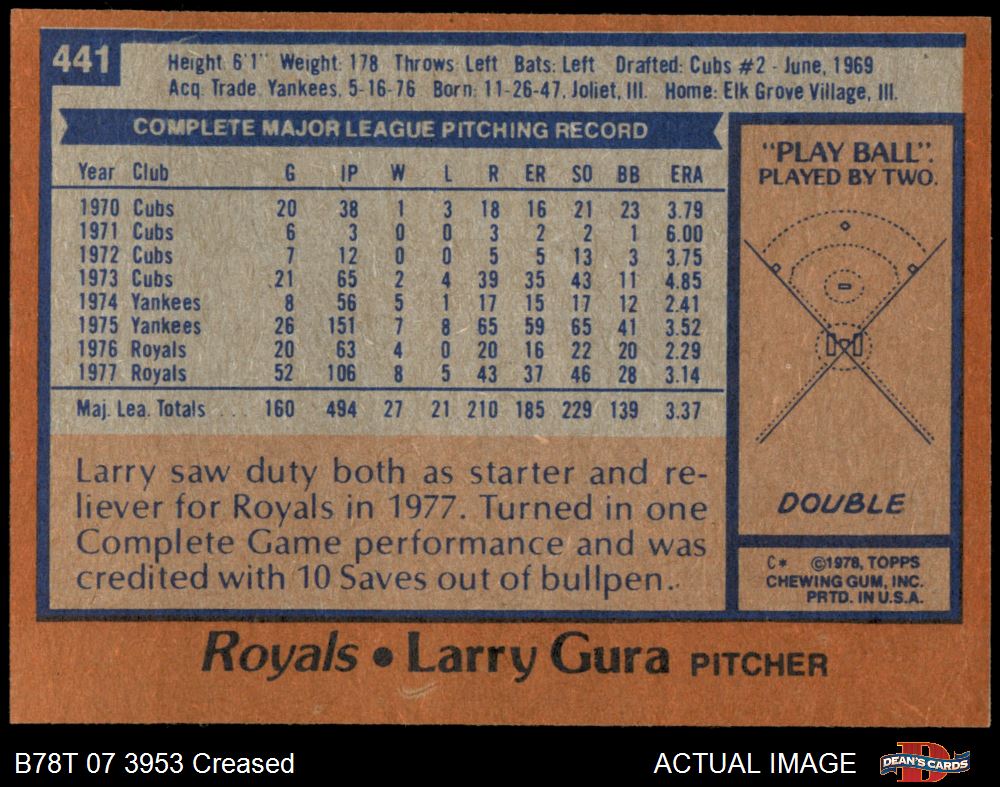 441
Height 6'1" Weight: 178 Throws: Left Bats: Left Drafted: Cubs #2 - June, 1969
Acq. Trade Yankees, 5-16-76 Born: 11-26-47, Joliet, Ill. Home: Elk Grove Village, Ill.
COMPLETE MAJOR LEAGUE PITCHING RECORD
Year Club G IP W L R ER SO BB ERA
1970 Cubs 20 38 1 3 18 16 21 23 3.79
1971 Cubs 6 3 0 0 3 2 2 1 6.00
1972 Cubs 7 12 0 0 5 5 13 3 3.75
1973 Cubs 21 65 2 4 39 35 43 11 4.85
1974 Yankees 8 56 5 1 17 15 17 12 2.41
1975 Yankees 26 151 7 8 65 59 65 41 3.52
1976 Royals 20 63 4 0 20 16 22 20 2.29
1977 Royals 52 106 8 5 43 37 46 28 3.14
Maj. Lea. Totals ... 160 494 27 21 210 185 229 139 3.37
Larry saw duty both as starter and re-
liever for Royals in 1977. Turned in one
Complete Game performance and was
credited with 10 Saves out of bullpen.
"PLAY BALL".
PLAYED BY TWO.
DOUBLE
C* ©1978, TOPPS
CHEWING GUM, INC.
PRTD. IN U.S.A.
Royals • Larry Gura PITCHER
B78T 07 3953 Creased
ACTUAL IMAGE
DEAN'S CARDS